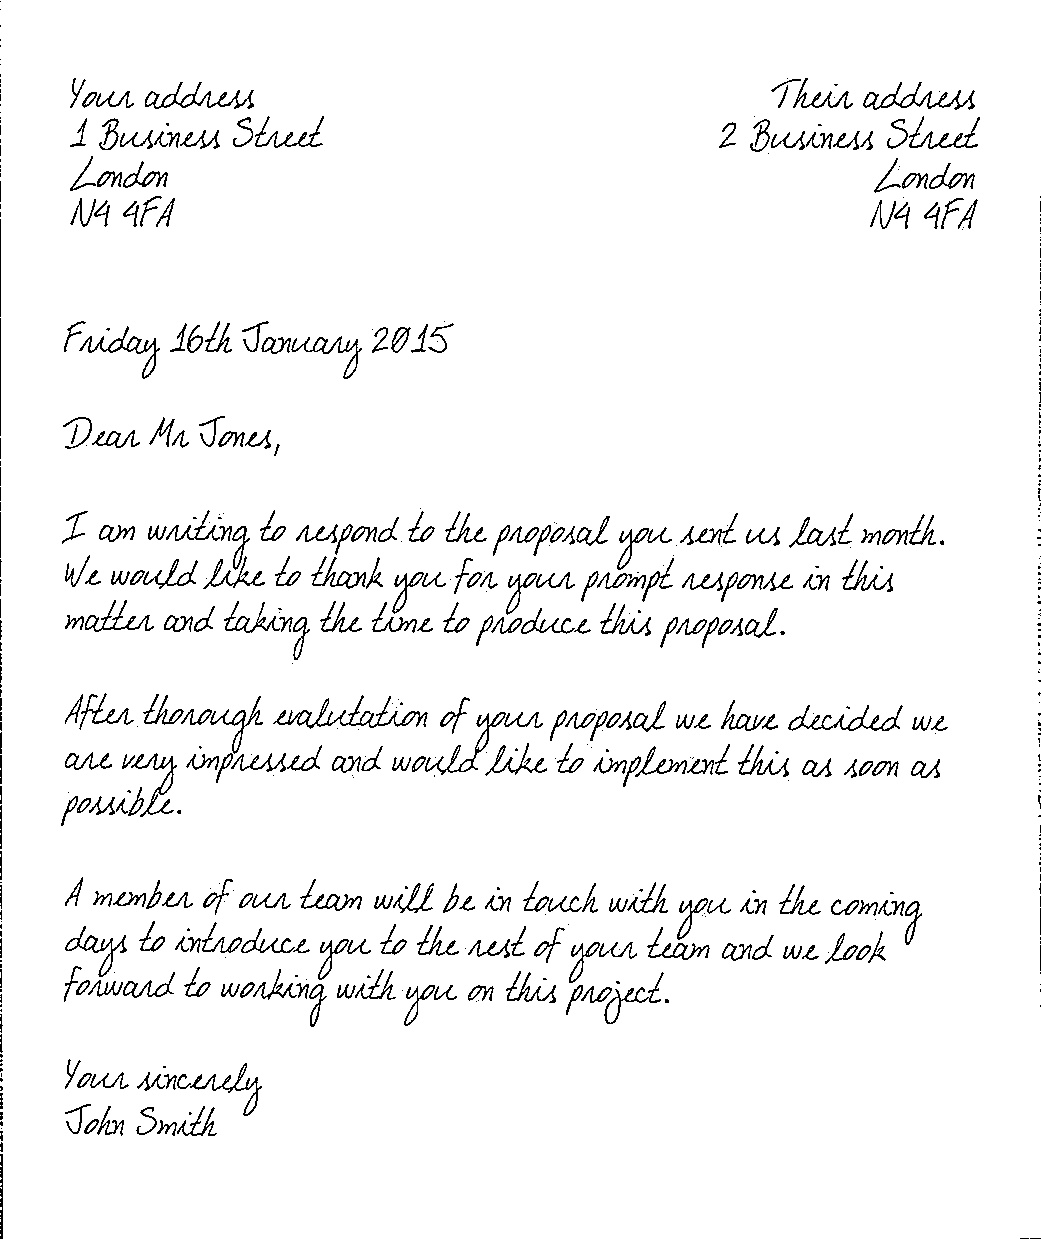 Your address
Their address
1 Business Street
2 Business Street
London
London
N4 4FA
N4 4FA
Friday 16th January 2015
Dear Mr Jones,
I am writing to respond to the proposal you sent us last month.
We would like to thank you for your prompt response in this
matter and taking the time to produce this proposal.
After thorough evalutation of your proposal we have decided we
are very impressed and would like to implement this as soon as
possible.
A member of our team will be in touch with you in the coming
days to introduce you to the rest of your team and we look
forward to working with you on this project.
Your sincerely
John Smith